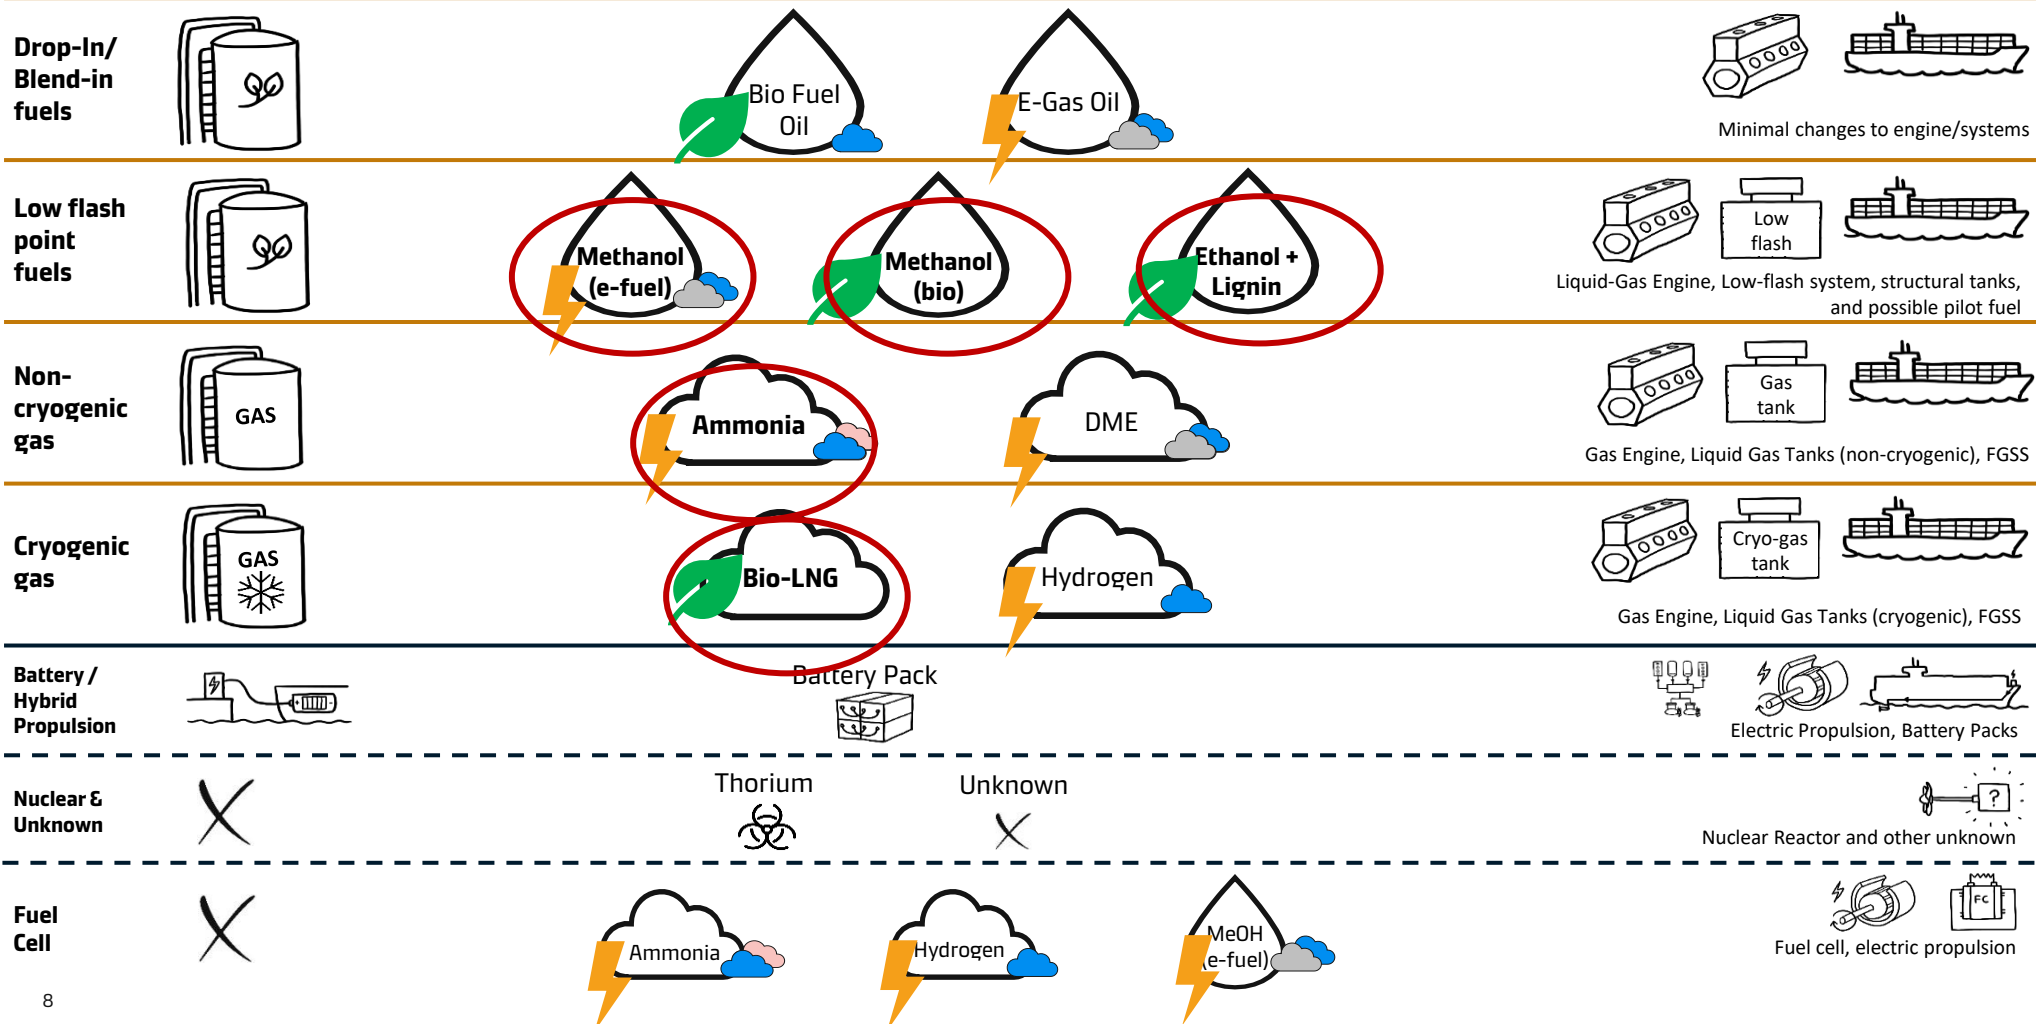 Drop-In/
Blend-in
fuels
Bio Fuel
Oil
E-Gas Oil
Minimal changes to engine/systems
Low flash
point
fuels
Methanol
(e-fuel)
Methanol
(bio)
Ethanol +
Lignin
Low
flash
Liquid-Gas Engine, Low-flash system, structural tanks,
and possible pilot fuel
Non-
cryogenic
gas
GAS
Ammonia
DME
Gas
tank
Gas Engine, Liquid Gas Tanks (non-cryogenic), FGSS
Cryogenic
gas
GAS
Bio-LNG
Hydrogen
Cryo-gas
tank
Gas Engine, Liquid Gas Tanks (cryogenic), FGSS
Battery /
Hybrid
Propulsion
Battery Pack
Electric Propulsion, Battery Packs
Nuclear &
Unknown
Thorium
Unknown
?
Nuclear Reactor and other unknown
Fuel
Cell
Ammonia
Hydrogen
MeOH
(e-fuel)
FC
Fuel cell, electric propulsion
8